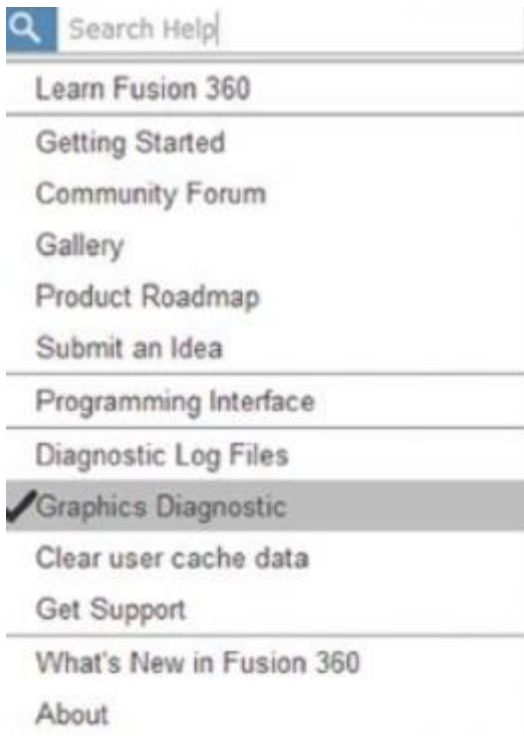 Search Help
Learn Fusion 360
Getting Started
Community Forum
Gallery
Product Roadmap
Submit an Idea
Programming Interface
Diagnostic Log Files
Graphics Diagnostic
Clear user cache data
Get Support
What's New in Fusion 360
About